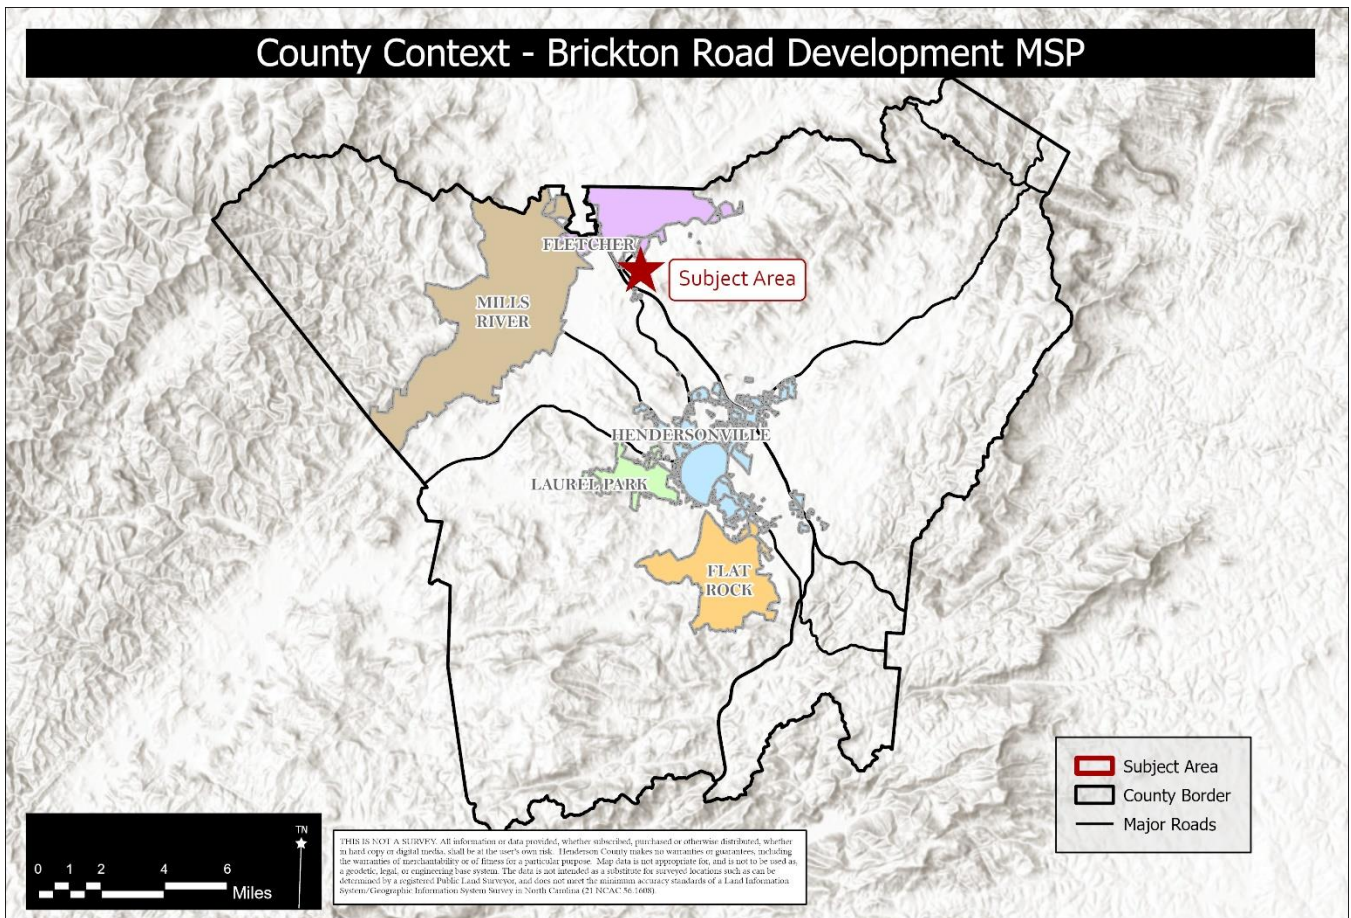 County Context - Brickton Road Development MSP
FLETCHER
Subject Area
MILLS
RIVER
HENDERSONVILLE
LAUREL PARK
FLAT
ROCK
Subject Area
County Border
Major Roads
TN
0 1 2 4 6
Miles
THIS IS NOT A SURVEY. All information or data provided, whether subscribed, purchased or otherwise distributed, whether
in hard copy or digital media, shall be at the user's own risk. Henderson County makes no warranties or guarantees, including
the warranties of merchantability or of fitness for a particular purpose. Map data is not appropriate for, and is not to be used as,
a geodetic, legal, or engineering base system. The data is not intended as a substitute for surveyed locations such as can be
determined by a registered Public Land Surveyor, and does not meet the minimum accuracy standards of a Land Information
System/Geographic Information System Survey in North Carolina (21 NCAC 56.1608).